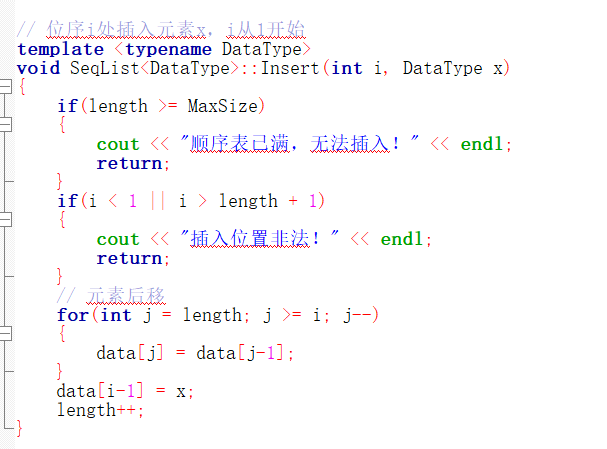 // 位序i处插入元素x，i从1开始
template <typename DataType>
void SeqList<DataType>::Insert(int i, DataType x)
{
    if(length >= MaxSize)
    {
        cout << "顺序表已满，无法插入！" << endl;
        return;
    }
    if(i < 1 || i > length + 1)
    {
        cout << "插入位置非法！" << endl;
        return;
    }
    // 元素后移
    for(int j = length; j >= i; j--)
    {
        data[j] = data[j-1];
    }
    data[i-1] = x;
    length++;
}